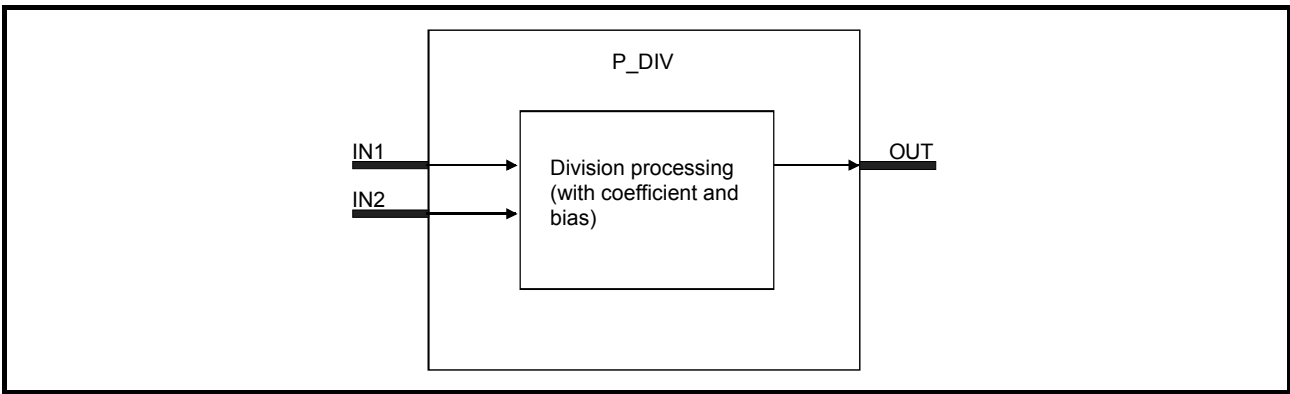 P_DIV
IN1
IN2
Division processing
(with coefficient and
bias)
OUT